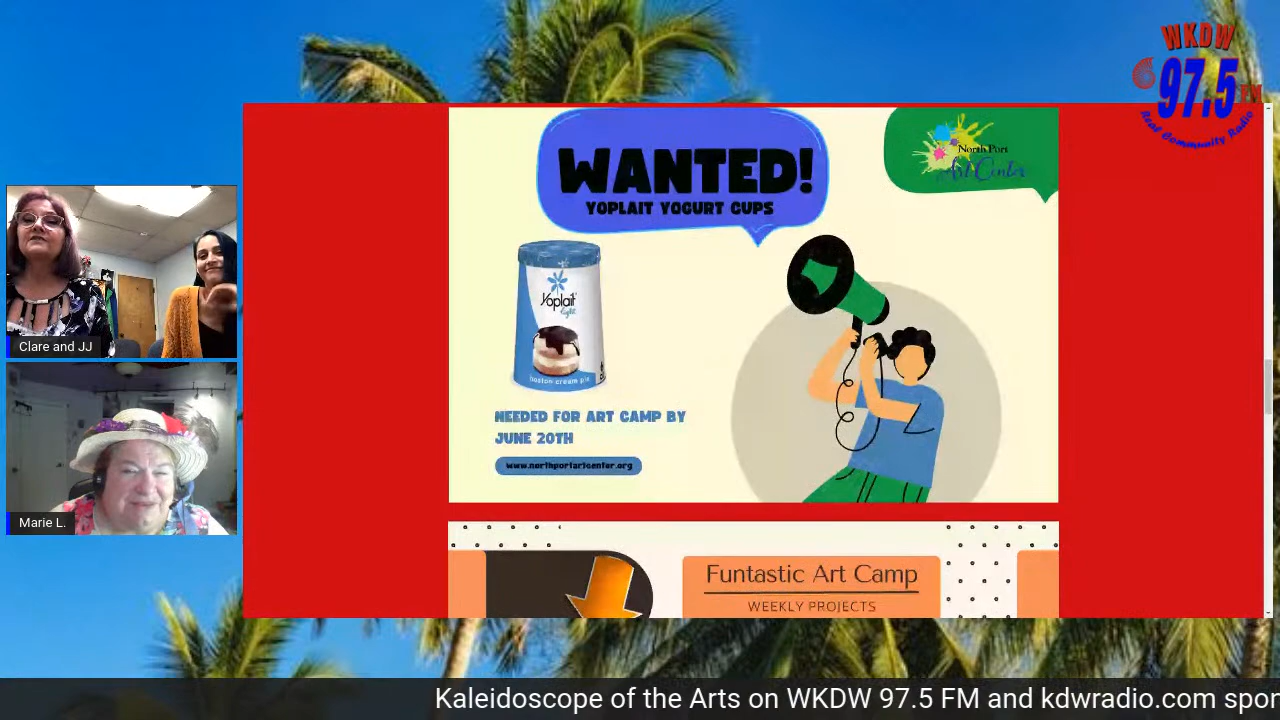 WKDW
97.5 FM
Real Community Radio
WANTED!
YOPLAIT YOGURT CUPS
North Port
Art Center
Yoplait
light
boston cream pie
NEEDED FOR ART CAMP BY
JUNE 20TH
www.northportartcenter.org
Clare and JJ
Marie L.
Funtastic Art Camp
WEEKLY PROJECTS
Kaleidoscope of the Arts on WKDW 97.5 FM and kdwradio.com spor